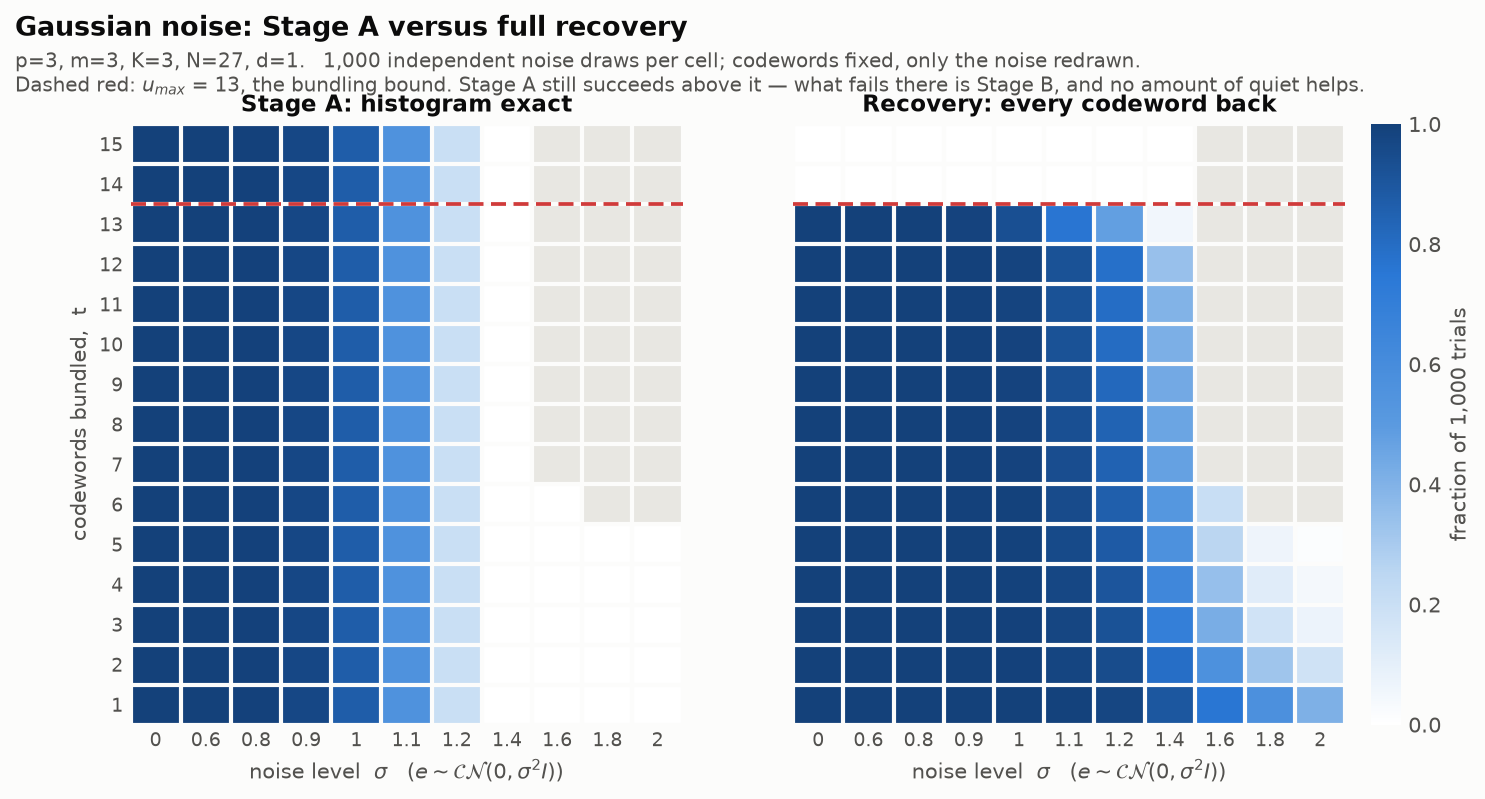 Gaussian noise: Stage A versus full recovery
p=3, m=3, K=3, N=27, d=1.   1,000 independent noise draws per cell; codewords fixed, only the noise redrawn.
Dashed red: u_max = 13, the bundling bound. Stage A still succeeds above it — what fails there is Stage B, and no amount of quiet helps.
Stage A: histogram exact
15
14
13
12
11
10
9
8
7
6
5
4
3
2
1
codewords bundled, t
0 0.6 0.8 0.9 1 1.1 1.2 1.4 1.6 1.8 2
noise level σ (e ~ 𝒞𝒩(0, σ²I))
Recovery: every codeword back
0 0.6 0.8 0.9 1 1.1 1.2 1.4 1.6 1.8 2
noise level σ (e ~ 𝒞𝒩(0, σ²I))
1.0
0.8
0.6
0.4
0.2
0.0
fraction of 1,000 trials